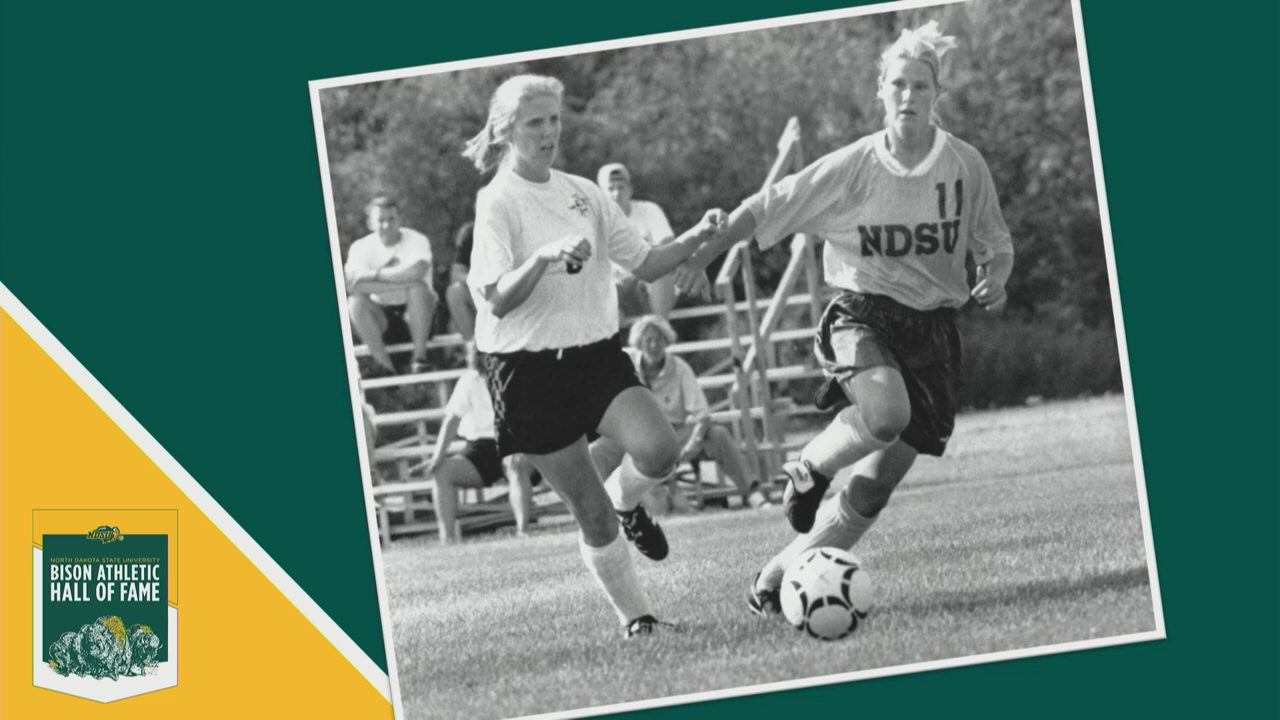 11
NDSU
NDSU
NORTH DAKOTA STATE UNIVERSITY
BISON ATHLETIC
HALL OF FAME